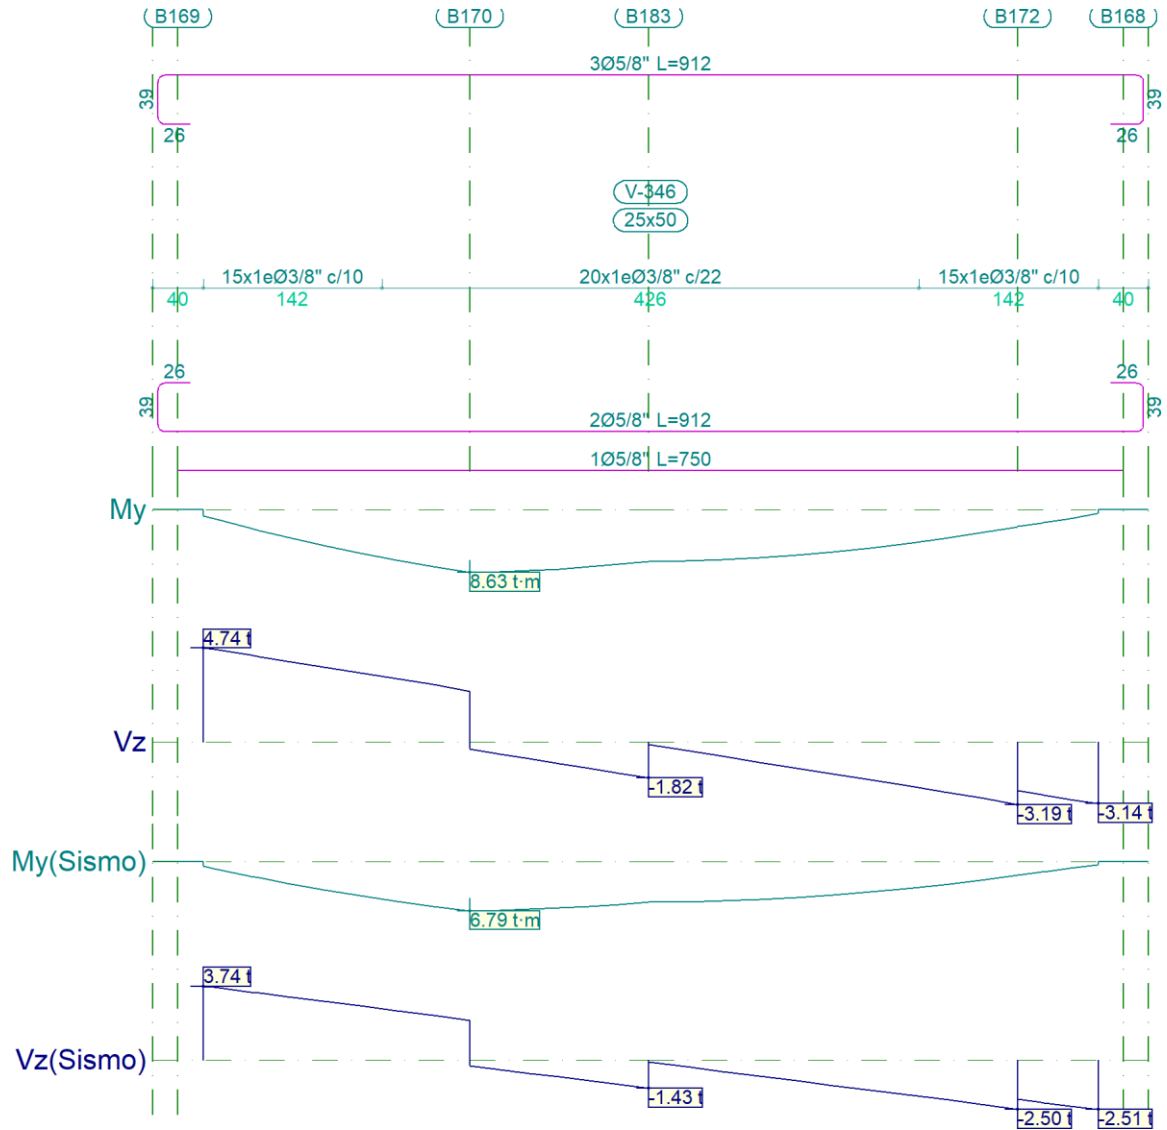 B169 B170 B183 B172 B168
3Ø5/8" L=912
39 39
26 26
V-346
25x50
15x1eØ3/8" c/10 20x1eØ3/8" c/22 15x1eØ3/8" c/10
40 142 426 142 40
26 26
39 39
2Ø5/8" L=912
1Ø5/8" L=750
My
8.63 t·m
4.74 t
Vz
-1.82 t
-3.19 t -3.14 t
My(Sismo)
6.79 t·m
3.74 t
Vz(Sismo)
-1.43 t
-2.50 t -2.51 t